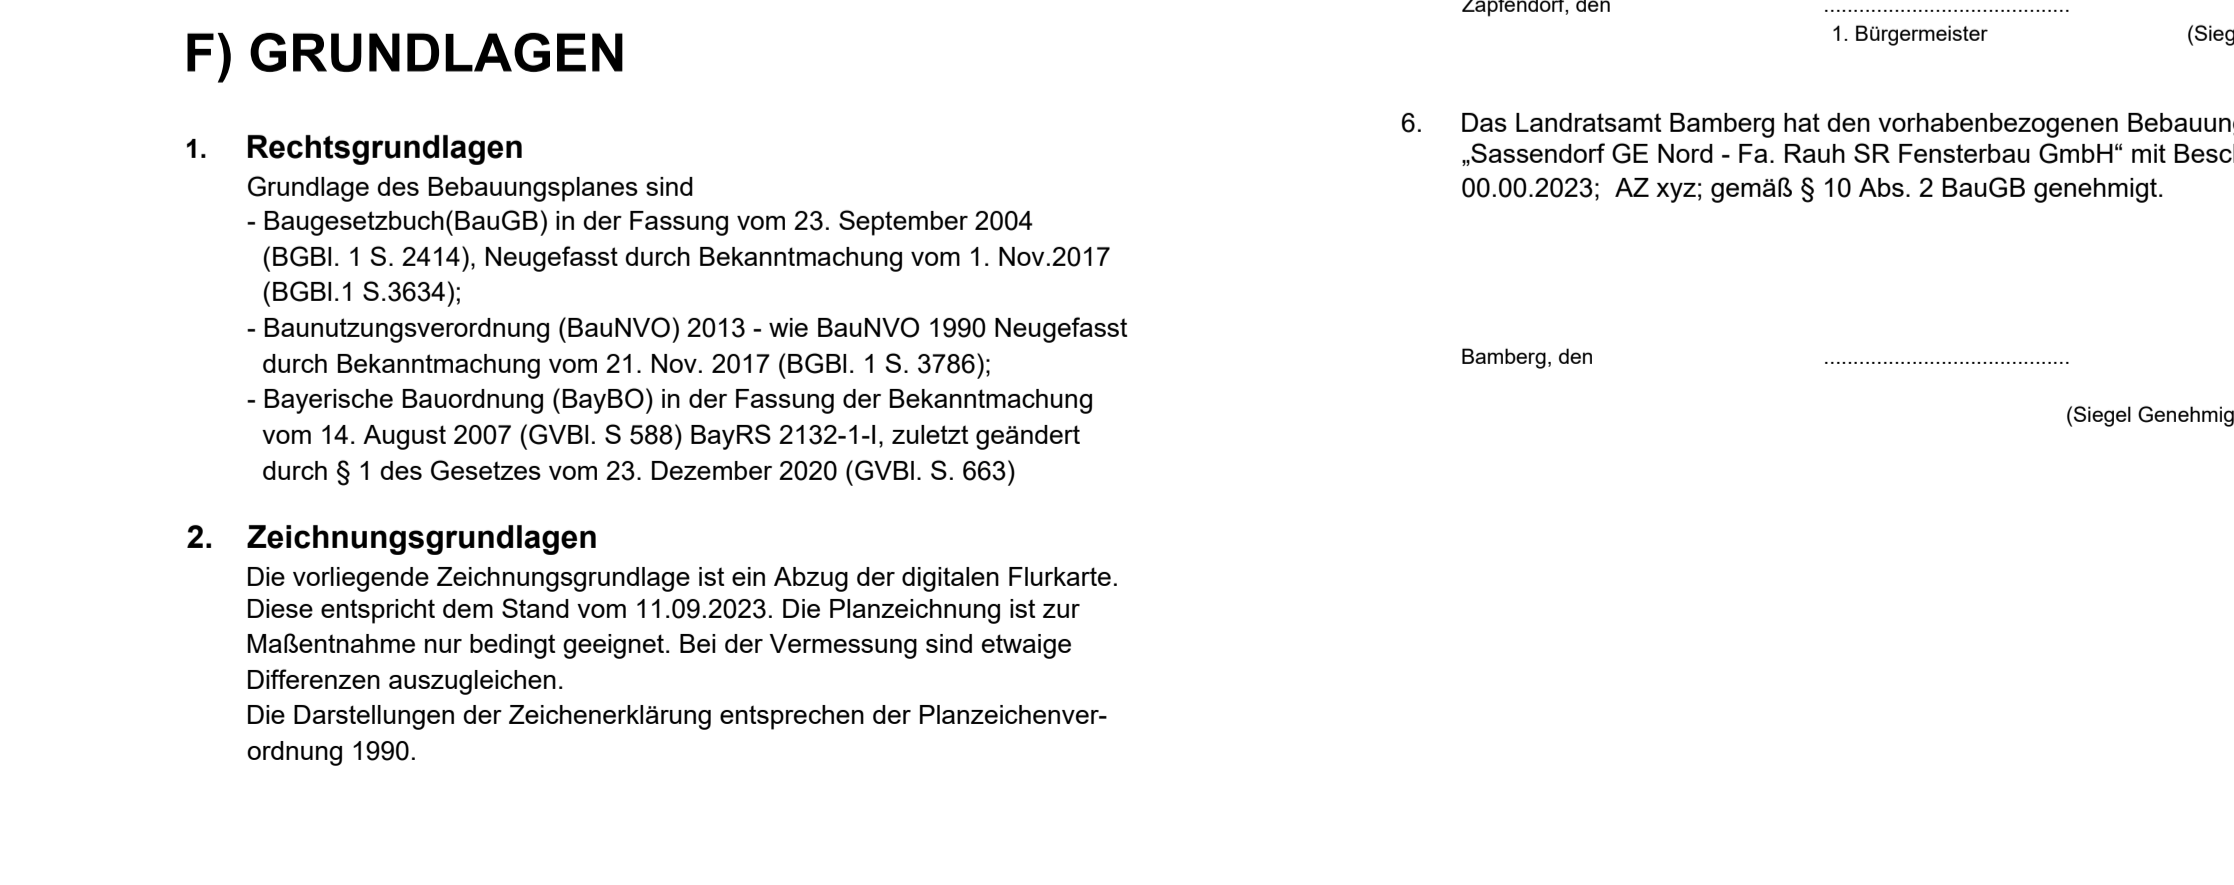 F) GRUNDLAGEN
1. Rechtsgrundlagen
Grundlage des Bebauungsplanes sind
- Baugesetzbuch(BauGB) in der Fassung vom 23. September 2004
(BGBl. 1 S. 2414), Neugefasst durch Bekanntmachung vom 1. Nov.2017
(BGBl.1 S.3634);
- Baunutzungsverordnung (BauNVO) 2013 - wie BauNVO 1990 Neugefasst
durch Bekanntmachung vom 21. Nov. 2017 (BGBl. 1 S. 3786);
- Bayerische Bauordnung (BayBO) in der Fassung der Bekanntmachung
vom 14. August 2007 (GVBl. S 588) BayRS 2132-1-I, zuletzt geändert
durch § 1 des Gesetzes vom 23. Dezember 2020 (GVBl. S. 663)
2. Zeichnungsgrundlagen
Die vorliegende Zeichnungsgrundlage ist ein Abzug der digitalen Flurkarte.
Diese entspricht dem Stand vom 11.09.2023. Die Planzeichnung ist zur
Maßentnahme nur bedingt geeignet. Bei der Vermessung sind etwaige
Differenzen auszugleichen.
Die Darstellungen der Zeichenerklärung entsprechen der Planzeichenver-
ordnung 1990.
Zapfendorf, den ..........................................
1. Bürgermeister (Sieg
6. Das Landratsamt Bamberg hat den vorhabenbezogenen Bebauun
„Sassendorf GE Nord - Fa. Rauh SR Fensterbau GmbH“ mit Besc
00.00.2023; AZ xyz; gemäß § 10 Abs. 2 BauGB genehmigt.
Bamberg, den ..........................................
(Siegel Genehmig